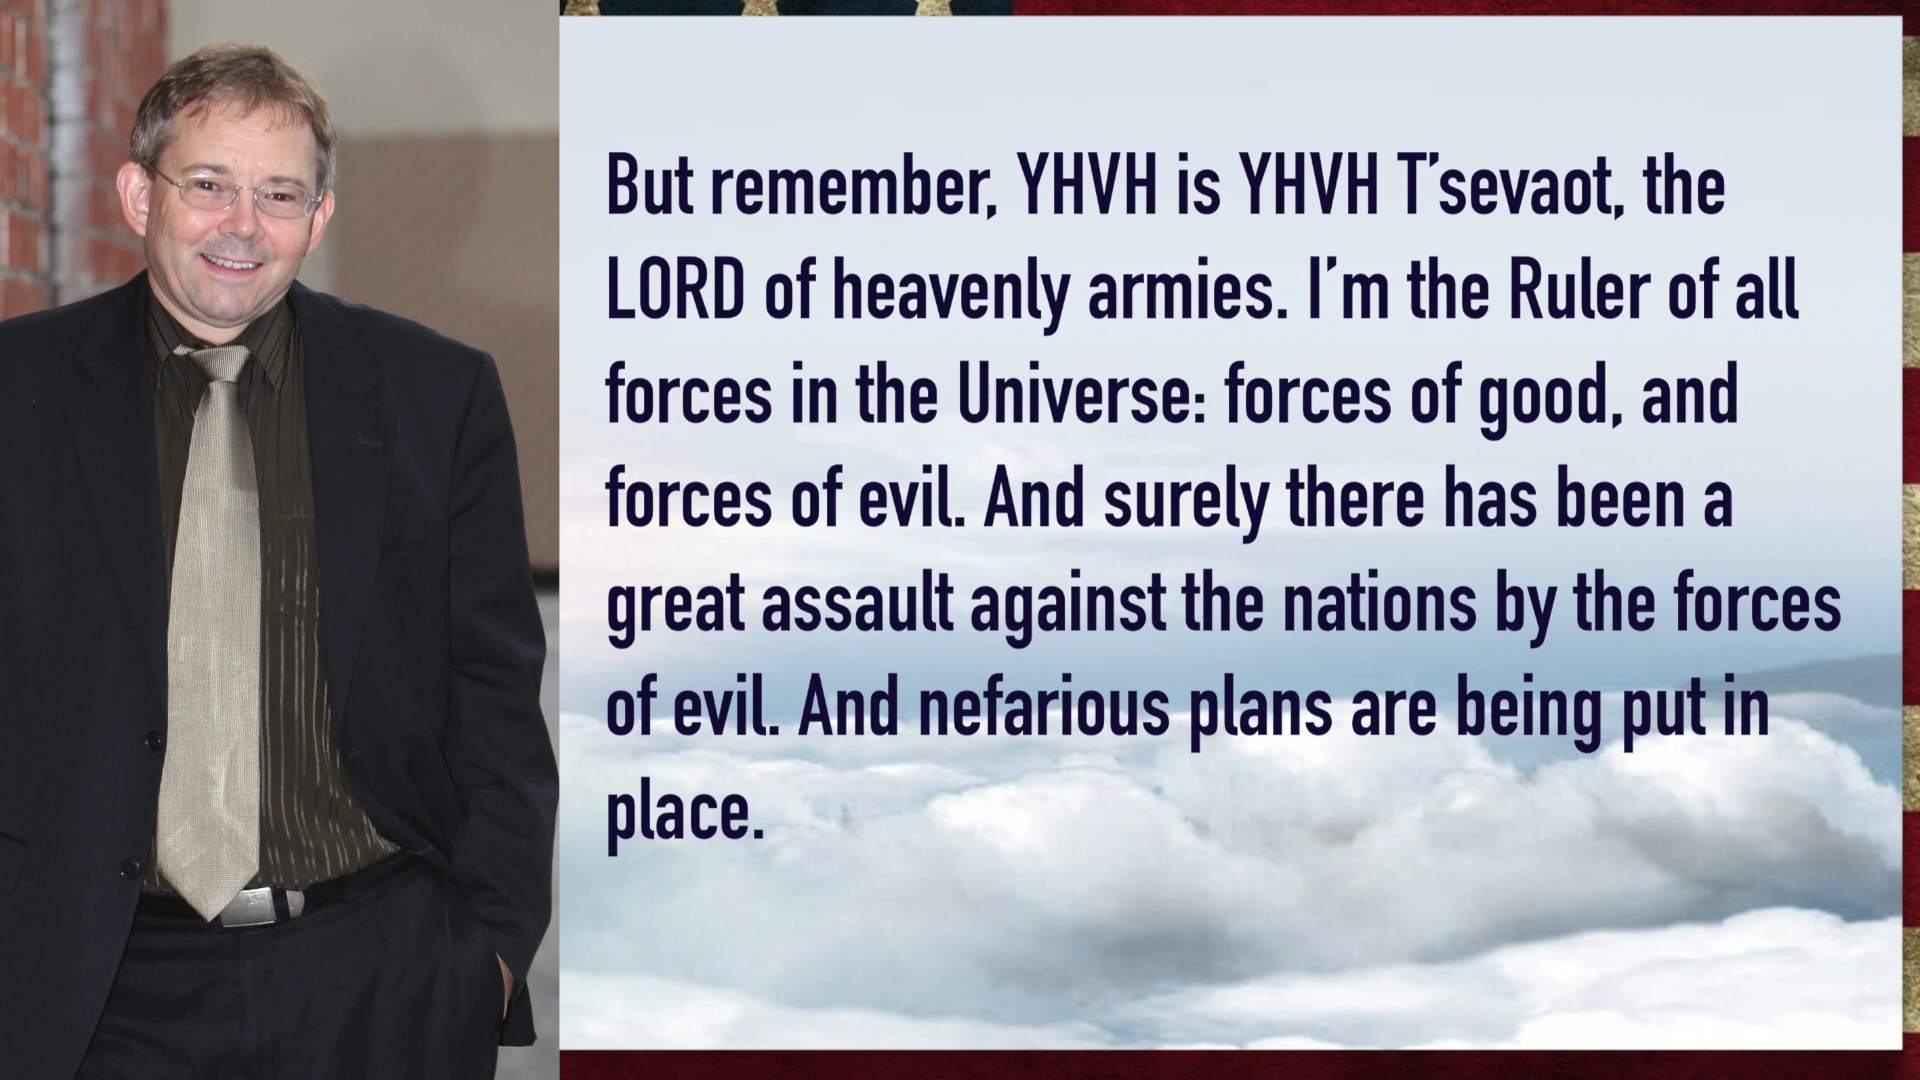 But remember, YHVH is YHVH T'sevaot, the
LORD of heavenly armies. I'm the Ruler of all
forces in the Universe: forces of good, and
forces of evil. And surely there has been a
great assault against the nations by the forces
of evil. And nefarious plans are being put in
place.